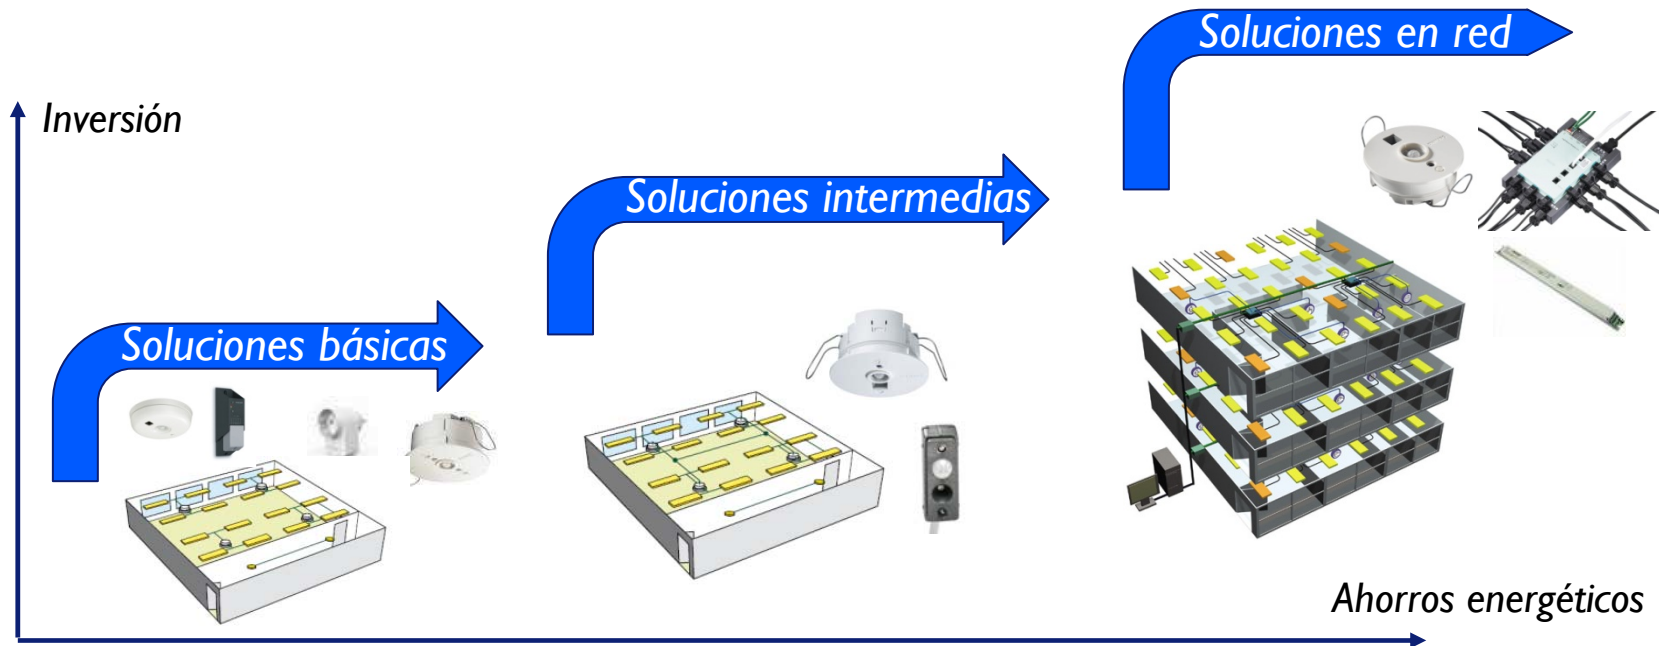 Soluciones en red
Inversión
Soluciones intermedias
Soluciones básicas
Ahorros energéticos